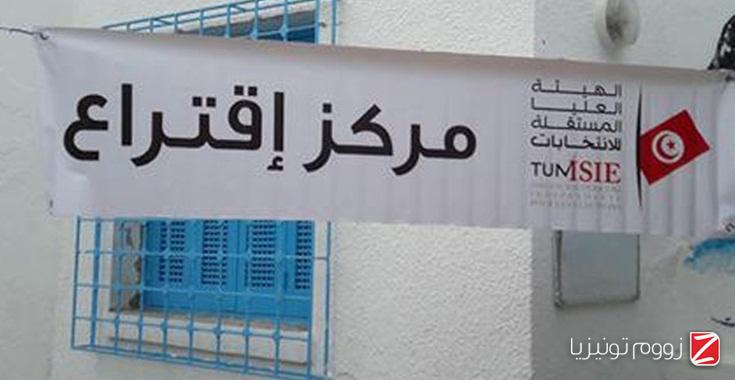 مركز إقتراع
الهيئة
العليا
المستقلة
للانتخابات
TUNISIE
زووم تونيزيا
Z